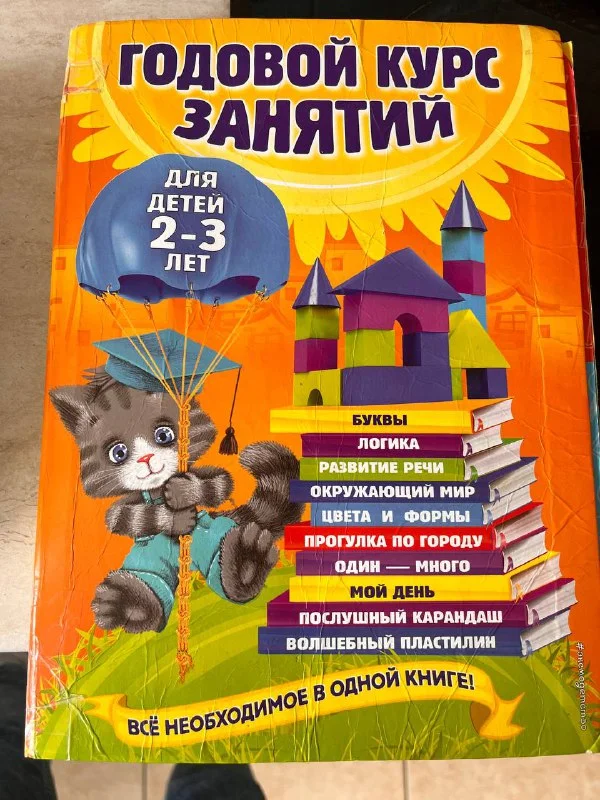 ГОДОВОЙ КУРС
ЗАНЯТИЙ
ДЛЯ
ДЕТЕЙ
2-3
ЛЕТ
БУКВЫ
ЛОГИКА
РАЗВИТИЕ РЕЧИ
ОКРУЖАЮЩИЙ МИР
ЦВЕТА И ФОРМЫ
ПРОГУЛКА ПО ГОРОДУ
ОДИН — МНОГО
МОЙ ДЕНЬ
ПОСЛУШНЫЙ КАРАНДАШ
ВОЛШЕБНЫЙ ПЛАСТИЛИН
ВСЁ НЕОБХОДИМОЕ В ОДНОЙ КНИГЕ!
#эксмодетство